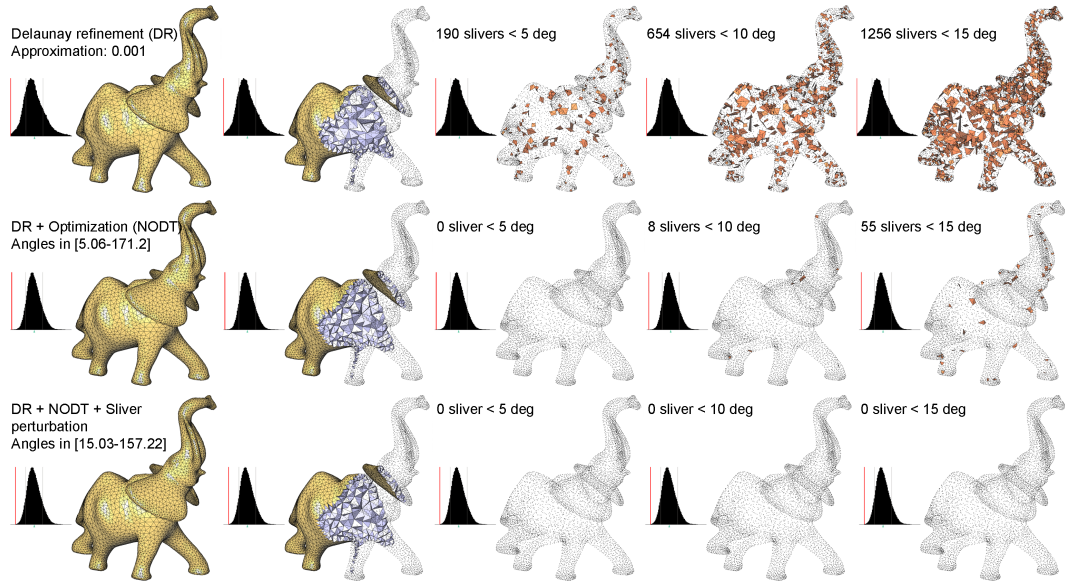 Delaunay refinement (DR)
Approximation: 0.001
190 slivers < 5 deg
654 slivers < 10 deg
1256 slivers < 15 deg
DR + Optimization (NODT)
Angles in [5.06-171.2]
0 sliver < 5 deg
8 slivers < 10 deg
55 slivers < 15 deg
DR + NODT + Sliver
perturbation
Angles in [15.03-157.22]
0 sliver < 5 deg
0 sliver < 10 deg
0 sliver < 15 deg